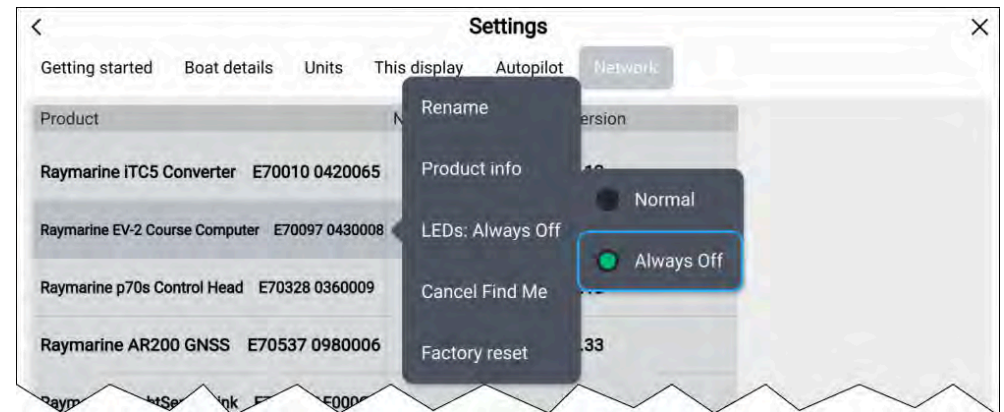 Settings
Getting started Boat details Units This display Autopilot Network
Product
Raymarine iTC5 Converter E70010 0420065
Raymarine EV-2 Course Computer E70097 0430008
Raymarine p70s Control Head E70328 0360009
Raymarine AR200 GNSS E70537 0980006 .33
Rename
Product info
LEDs: Always Off
Cancel Find Me
Factory reset
Normal
Always Off